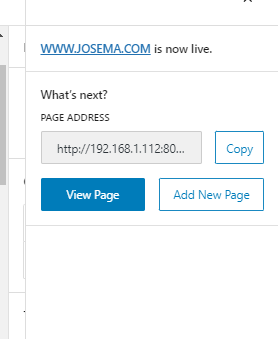 WWW.JOSEMA.COM is now live.
What's next?
PAGE ADDRESS
http://192.168.1.112:80...
Copy
View Page
Add New Page